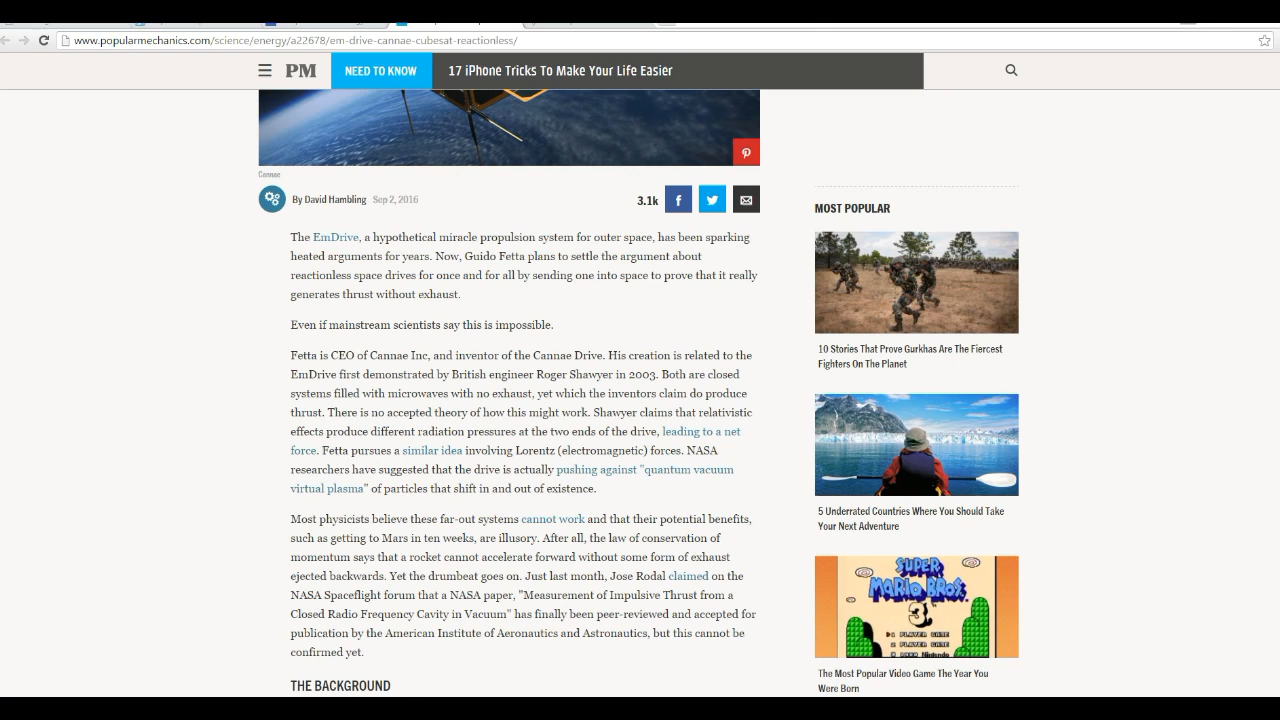 www.popularmechanics.com/science/energy/a22678/em-drive-cannae-cubesat-reactionless/
PM
NEED TO KNOW
17 iPhone Tricks To Make Your Life Easier
Cannae
By David Hambling Sep 2, 2016
3.1k
The EmDrive, a hypothetical miracle propulsion system for outer space, has been sparking
heated arguments for years. Now, Guido Fetta plans to settle the argument about
reactionless space drives for once and for all by sending one into space to prove that it really
generates thrust without exhaust.
Even if mainstream scientists say this is impossible.
Fetta is CEO of Cannae Inc, and inventor of the Cannae Drive. His creation is related to the
EmDrive first demonstrated by British engineer Roger Shawyer in 2003. Both are closed
systems filled with microwaves with no exhaust, yet which the inventors claim do produce
thrust. There is no accepted theory of how this might work. Shawyer claims that relativistic
effects produce different radiation pressures at the two ends of the drive, leading to a net
force. Fetta pursues a similar idea involving Lorentz (electromagnetic) forces. NASA
researchers have suggested that the drive is actually pushing against "quantum vacuum
virtual plasma" of particles that shift in and out of existence.
Most physicists believe these far-out systems cannot work and that their potential benefits,
such as getting to Mars in ten weeks, are illusory. After all, the law of conservation of
momentum says that a rocket cannot accelerate forward without some form of exhaust
ejected backwards. Yet the drumbeat goes on. Just last month, Jose Rodal claimed on the
NASA Spaceflight forum that a NASA paper, "Measurement of Impulsive Thrust from a
Closed Radio Frequency Cavity in Vacuum" has finally been peer-reviewed and accepted for
publication by the American Institute of Aeronautics and Astronautics, but this cannot be
confirmed yet.
THE BACKGROUND
MOST POPULAR
10 Stories That Prove Gurkhas Are The Fiercest
Fighters On The Planet
5 Underrated Countries Where You Should Take
Your Next Adventure
SUPER
MARIO BROS.
3
1 PLAYER GAME
2 PLAYER GAME
Nintendo
The Most Popular Video Game The Year You
Were Born